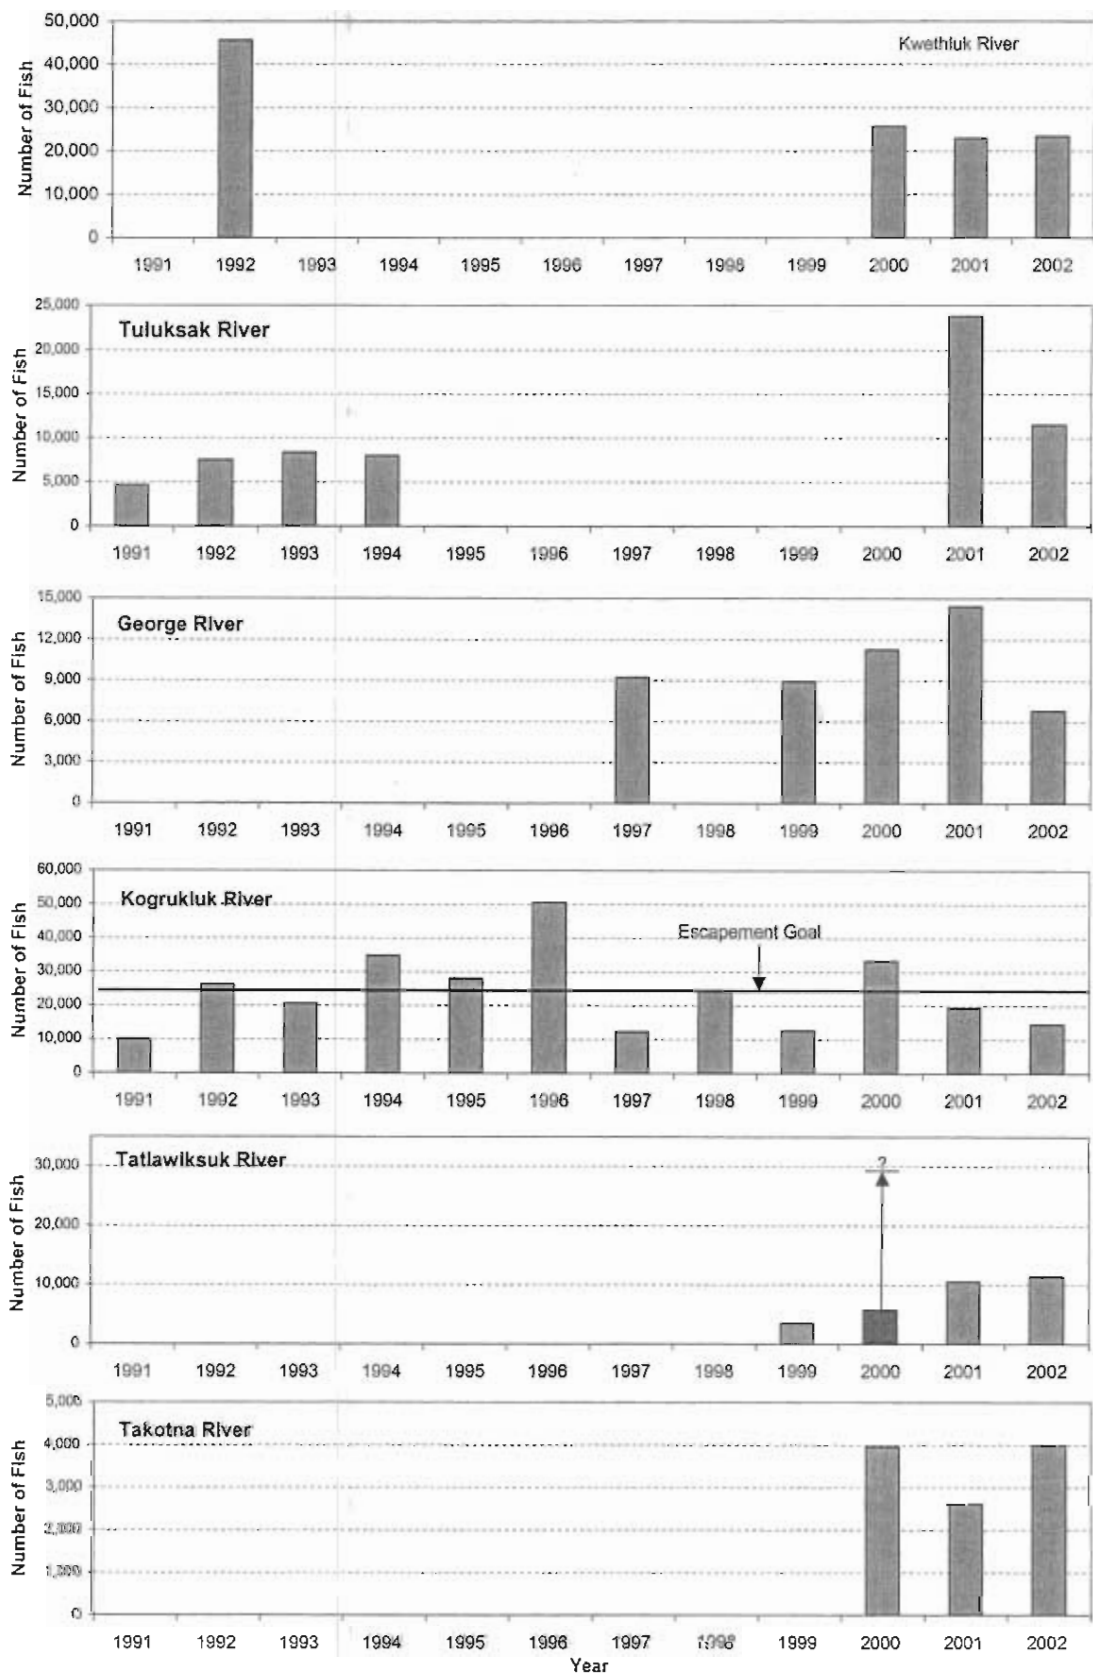 50,000
Kwethluk River
40,000
30,000
20,000
10,000
0
Number of Fish
1991 1992 1993 1994 1995 1996 1997 1998 1999 2000 2001 2002
25,000
Tuluksak River
20,000
15,000
10,000
5,000
0
Number of Fish
1991 1992 1993 1994 1995 1996 1997 1998 1999 2000 2001 2002
15,000
George River
12,000
9,000
6,000
3,000
0
Number of Fish
1991 1992 1993 1994 1995 1996 1997 1998 1999 2000 2001 2002
60,000
Kogrukluk River
50,000
Escapement Goal
40,000
30,000
20,000
10,000
0
Number of Fish
1991 1992 1993 1994 1995 1996 1997 1998 1999 2000 2001 2002
Tatlawiksuk River
30,000
?
20,000
10,000
0
Number of Fish
1991 1992 1993 1994 1995 1996 1997 1998 1999 2000 2001 2002
5,000
Takotna River
4,000
3,000
2,000
1,000
0
Number of Fish
1991 1992 1993 1994 1995 1996 1997 1998 1999 2000 2001 2002
Year